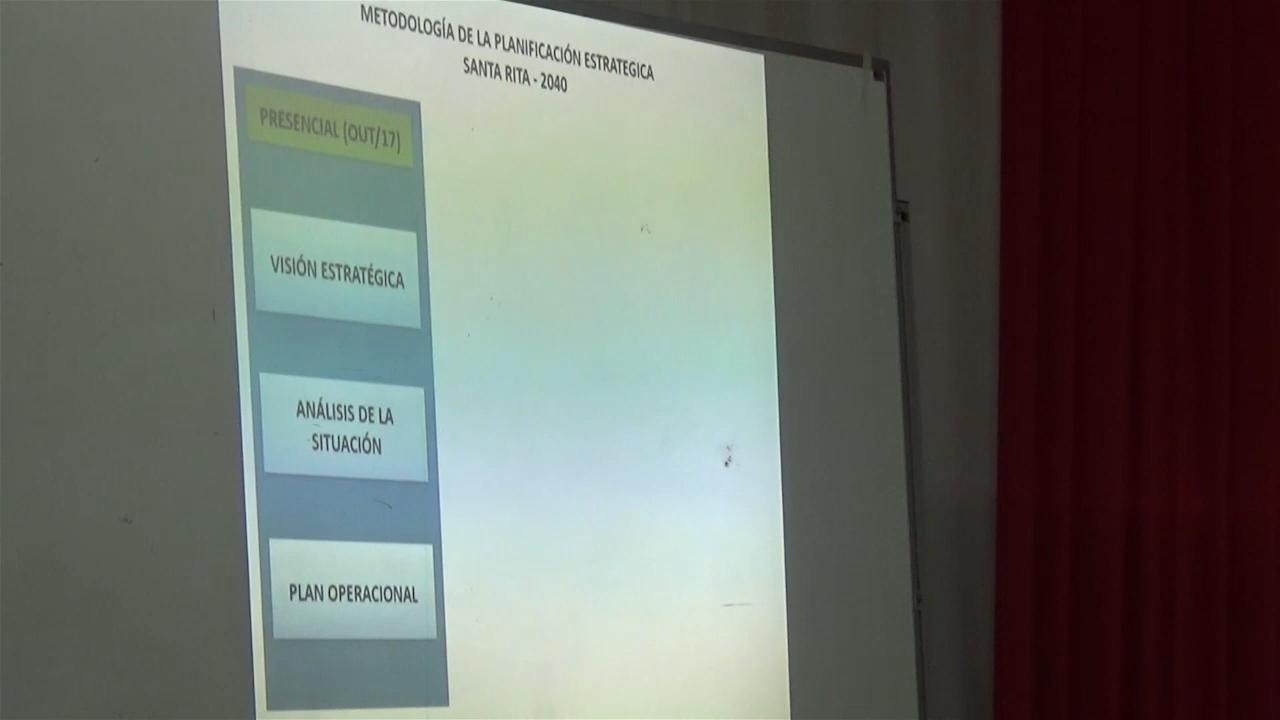 METODOLOGÍA DE LA PLANIFICACIÓN ESTRATEGICA
SANTA RITA - 2040
PRESENCIAL (OUT/17)
VISIÓN ESTRATÉGICA
ANÁLISIS DE LA
SITUACIÓN
PLAN OPERACIONAL